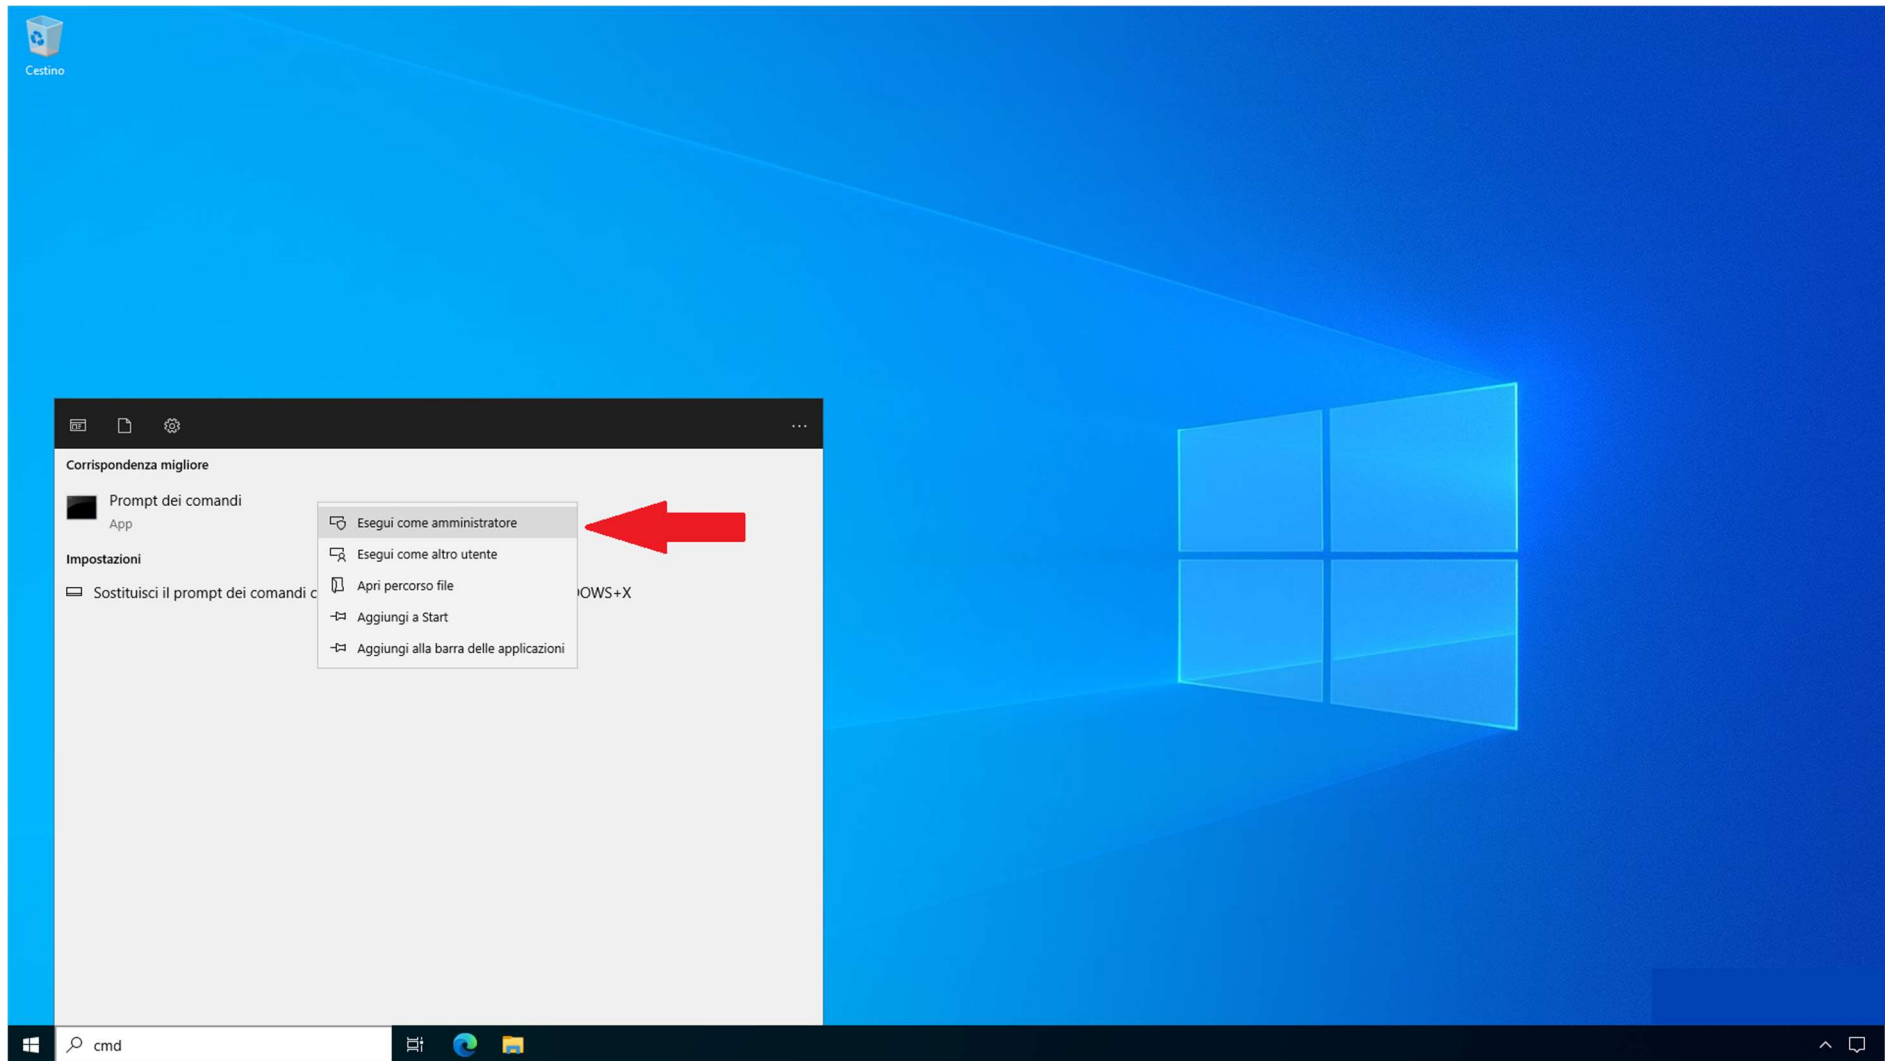 Cestino
Corrispondenza migliore
Prompt dei comandi
App
Esegui come amministratore
Esegui come altro utente
Impostazioni
Apri percorso file
Sostituisci il prompt dei comandi c
OWS+X
Aggiungi a Start
Aggiungi alla barra delle applicazioni
cmd